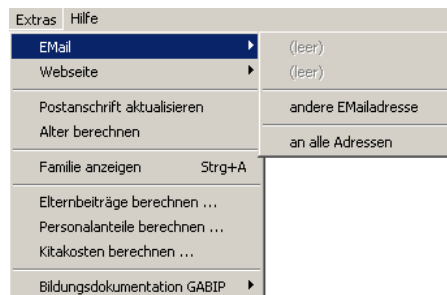 Extras Hilfe
EMail
Webseite
Postanschrift aktualisieren
Alter berechnen
Familie anzeigen Strg+A
Elternbeiträge berechnen ...
Personalanteile berechnen ...
Kitakosten berechnen ...
Bildungsdokumentation GABIP
(leer)
(leer)
andere EMailadresse
an alle Adressen